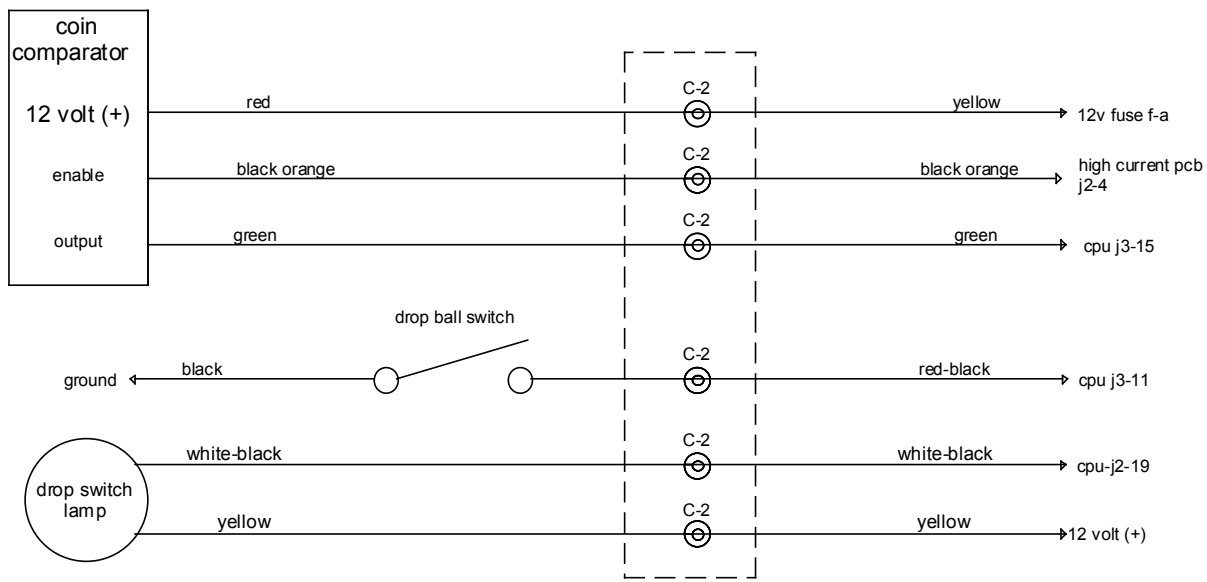 coin
comparator
12 volt (+)
red
C-2
yellow
12v fuse f-a
enable
black orange
C-2
black orange
high current pcb
j2-4
output
green
C-2
green
cpu j3-15
drop ball switch
ground
black
C-2
red-black
cpu j3-11
drop switch
lamp
white-black
C-2
white-black
cpu-j2-19
yellow
C-2
yellow
12 volt (+)